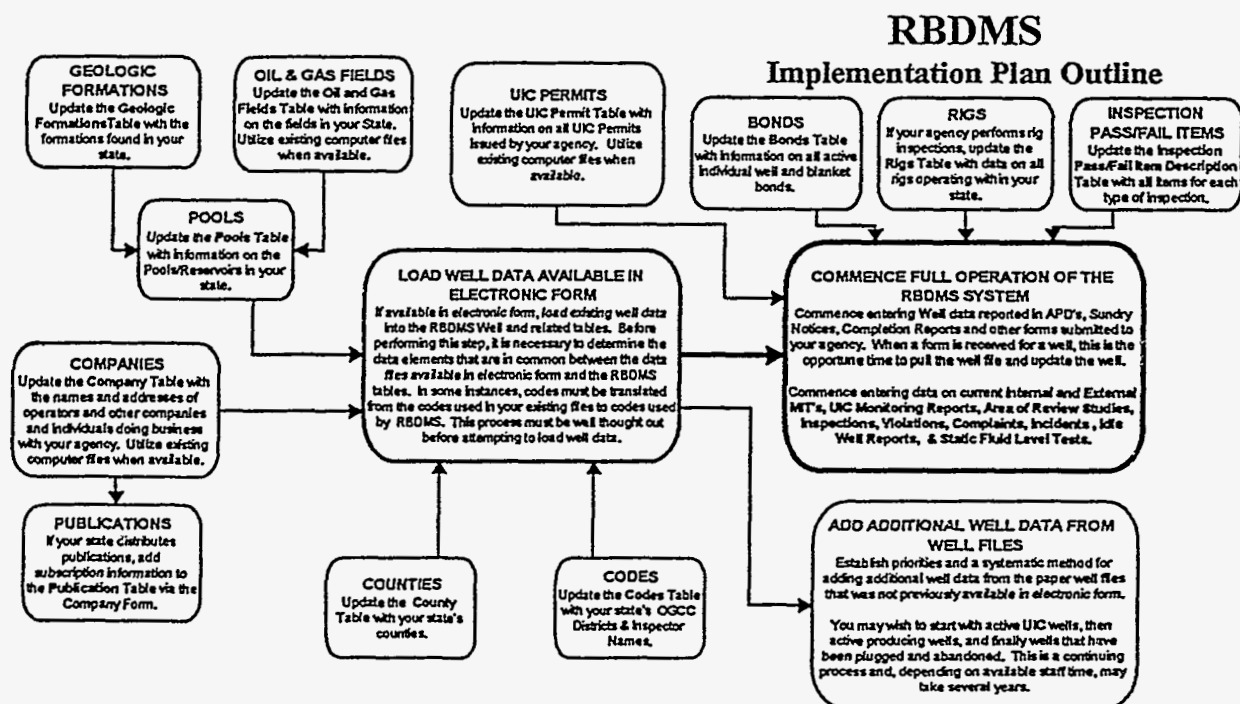 RBDMS
Implementation Plan Outline
GEOLOGIC
FORMATIONS
Update the Geologic
Formations Table with the
formations found in your
state.
OIL & GAS FIELDS
Update the Oil and Gas
Fields Table with information
on the fields in your State.
Utilize existing computer files
when available.
UIC PERMITS
Update the UIC Permit Table with
information on all UIC Permits
issued by your agency. Utilize
existing computer files when
available.
BONDS
Update the Bonds Table
with information on all active
individual well and blanket
bonds.
RIGS
If your agency performs rig
inspections, update the
Rigs Table with data on all
rigs operating within your
state.
INSPECTION
PASS/FAIL ITEMS
Update the Inspection
Pass/Fail Item Description
Table with all items for each
type of inspection.
POOLS
Update the Pools Table
with information on the
Pools/Reservoirs in your
state.
LOAD WELL DATA AVAILABLE IN
ELECTRONIC FORM
If available in electronic form, load existing well data
into the RBDMS Well and related tables. Before
performing this step, it is necessary to determine the
data elements that are in common between the data
files available in electronic form and the RBDMS
tables. In some instances, codes must be translated
from the codes used in your existing files to codes used
by RBDMS. This process must be well thought out
before attempting to load well data.
COMMENCE FULL OPERATION OF THE
RBDMS SYSTEM
Commence entering Well data reported in APD's, Sundry
Notices, Completion Reports and other forms submitted to
your agency. When a form is received for a well, this is the
opportune time to pull the well file and update the well.
Commence entering data on current Internal and External
MIT's, UIC Monitoring Reports, Area of Review Studies,
Inspections, Violations, Complaints, Incidents , Idle
Well Reports, & Static Fluid Level Tests.
COMPANIES
Update the Company Table with
the names and addresses of
operators and other companies
and individuals doing business
with your agency. Utilize existing
computer files when available.
PUBLICATIONS
If your state distributes
publications, add
subscription information to
the Publication Table via the
Company Form.
COUNTIES
Update the County
Table with your state's
counties.
CODES
Update the Codes Table
with your state's OGCC
Districts & Inspector
Names.
ADD ADDITIONAL WELL DATA FROM
WELL FILES
Establish priorities and a systematic method for
adding additional well data from the paper well files
that was not previously available in electronic form.
You may wish to start with active UIC wells, then
active producing wells, and finally wells that have
been plugged and abandoned. This is a continuing
process and, depending on available staff time, may
take several years.